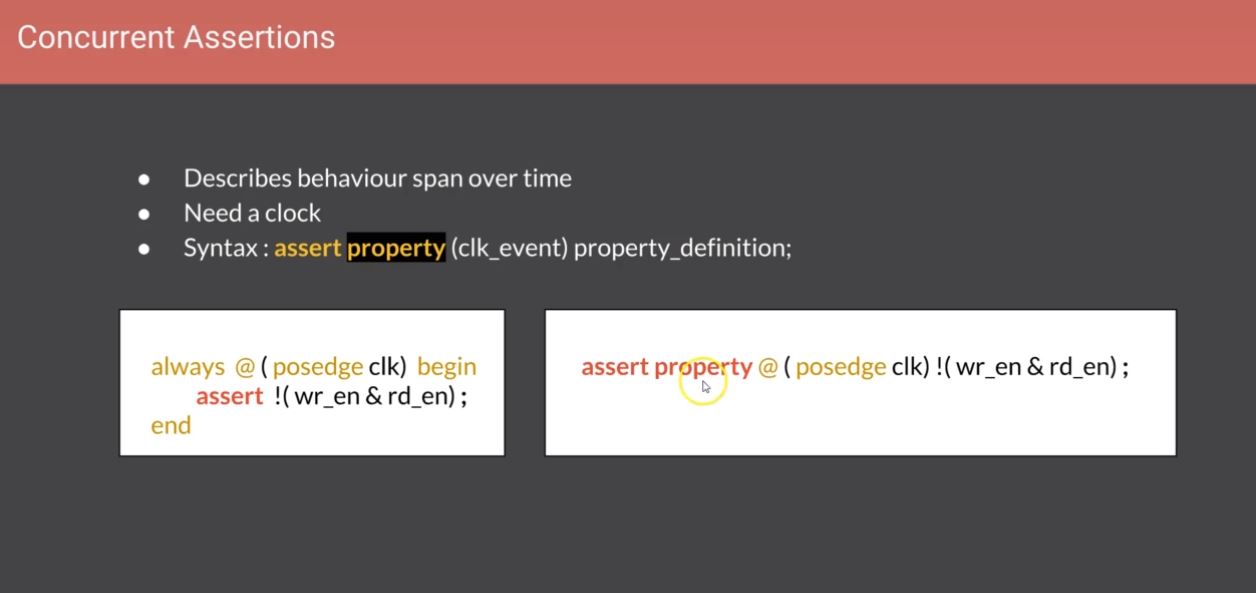 Concurrent Assertions
● Describes behaviour span over time
● Need a clock
● Syntax : assert property (clk_event) property_definition;
always @ ( posedge clk) begin
assert !( wr_en & rd_en) ;
end
assert property @ ( posedge clk) !( wr_en & rd_en) ;